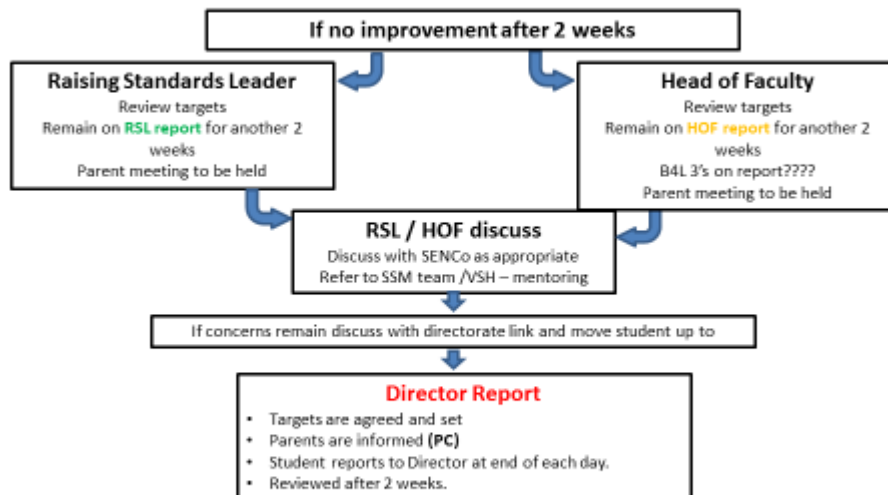 If no improvement after 2 weeks
Raising Standards Leader
Review targets
Remain on RSL report for another 2
weeks
Parent meeting to be held
Head of Faculty
Review targets
Remain on HOF report for another 2
weeks
B4L 3's on report????
Parent meeting to be held
RSL / HOF discuss
Discuss with SENCo as appropriate
Refer to SSM team /VSH – mentoring
If concerns remain discuss with directorate link and move student up to
Director Report
• Targets are agreed and set
• Parents are informed (PC)
• Student reports to Director at end of each day.
• Reviewed after 2 weeks.